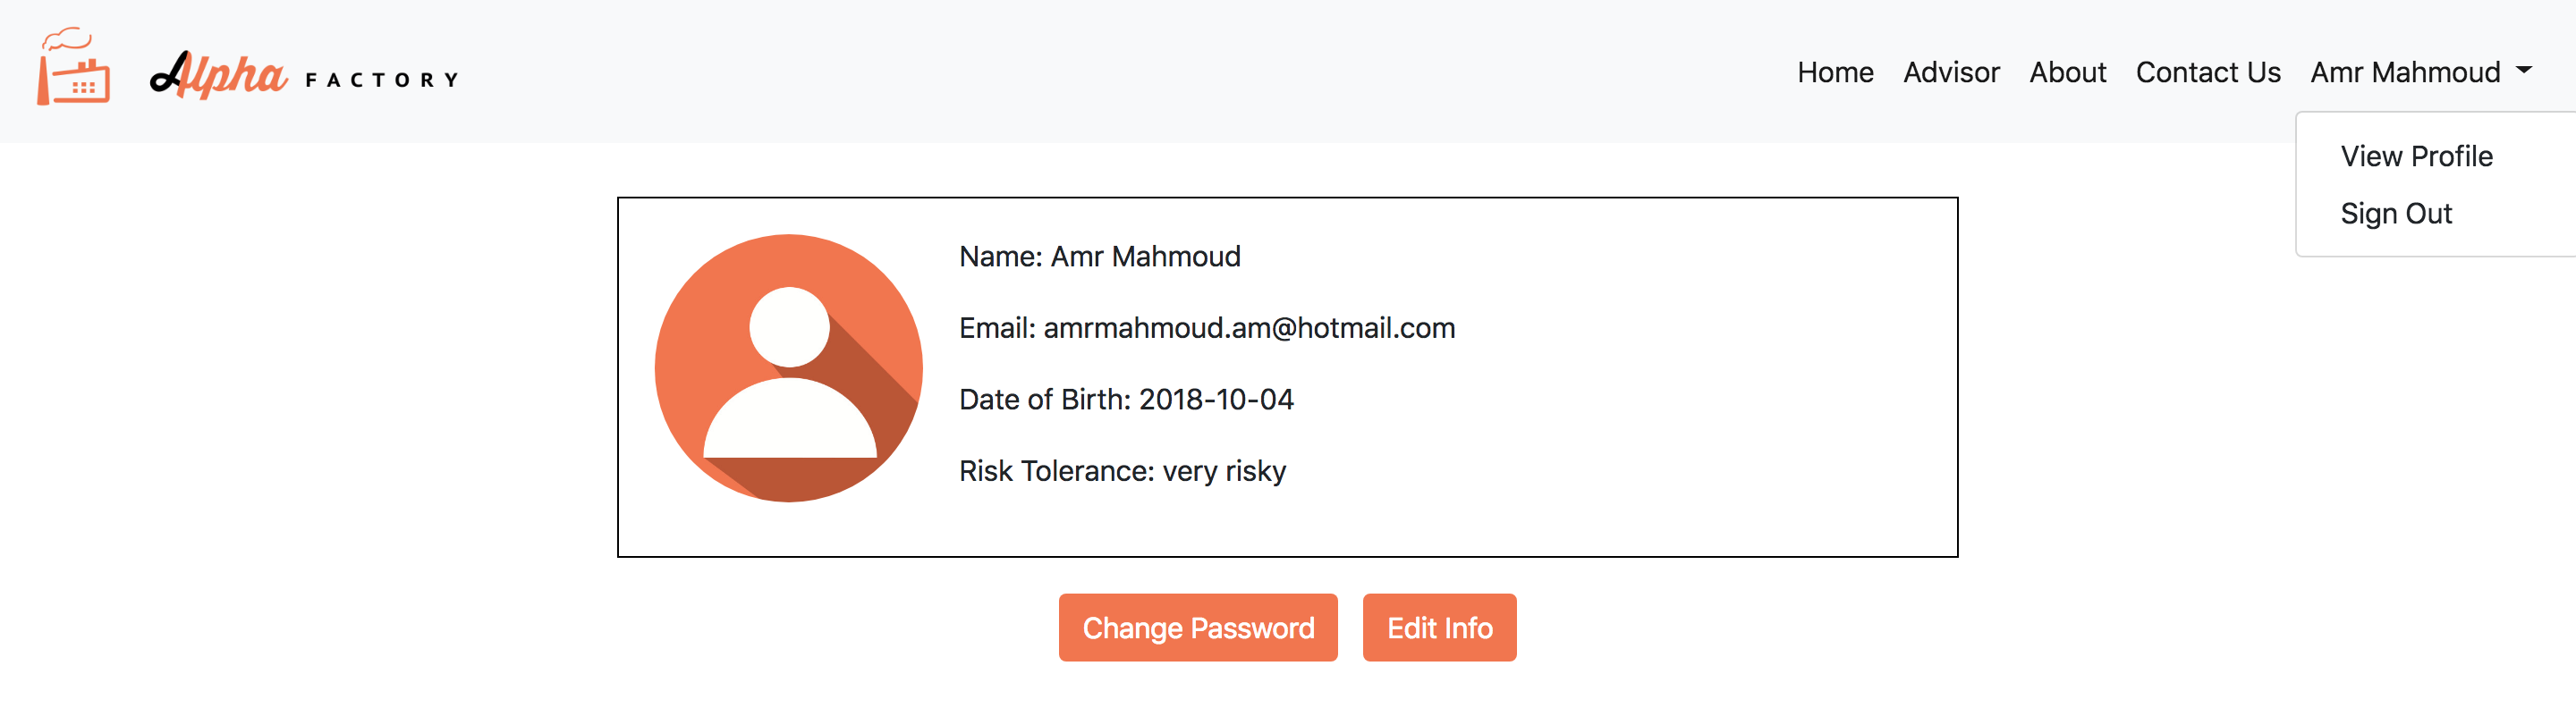 Alpha FACTORY
Home Advisor About Contact Us Amr Mahmoud
View Profile
Sign Out
Name: Amr Mahmoud
Email: amrmahmoud.am@hotmail.com
Date of Birth: 2018-10-04
Risk Tolerance: very risky
Change Password Edit Info